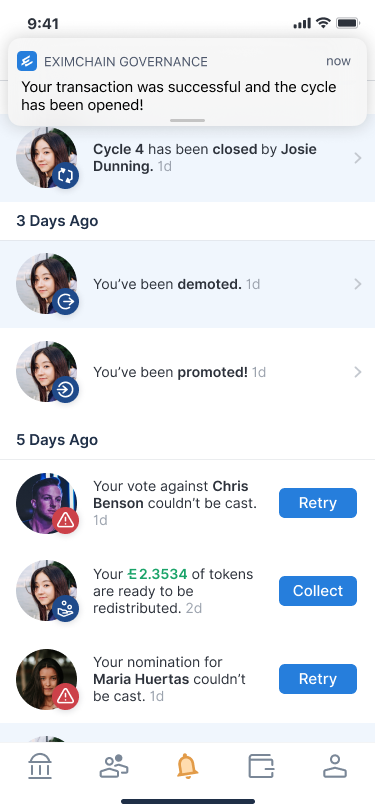 9:41
EXIMCHAIN GOVERNANCE
now
Your transaction was successful and the cycle
has been opened!
Cycle 4 has been closed by Josie
Dunning. 1d
3 Days Ago
You’ve been demoted. 1d
You’ve been promoted! 1d
5 Days Ago
Your vote against Chris
Benson couldn’t be cast.
1d
Retry
Your E2.3534 of tokens
are ready to be
redistributed. 2d
Collect
Your nomination for
Maria Huertas couldn’t
be cast. 1d
Retry